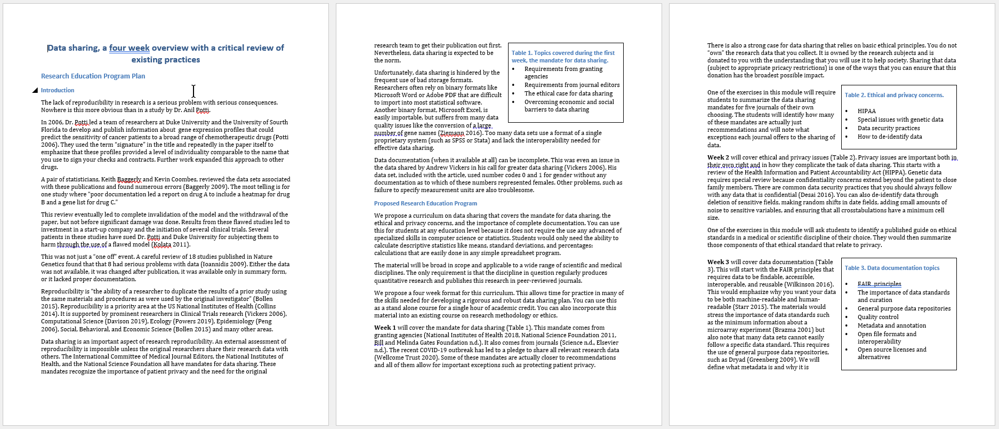 Data sharing, a four week overview with a critical review of
existing practices
Research Education Program Plan
Introduction
The lack of reproducibility in research is a serious problem with serious consequences.
Nowhere is this more obvious than in a study by Dr. Anil Potti.
In 2006, Dr. Potti led a team of researchers at Duke University and the University of Sourth
Florida to develop and publish information about  gene expression profiles that could
predict the sensitivity of cancer patients to a broad range of chemotherapeutic drugs (Potti
2006). They used the term “signature” in the title and repeatedly in the paper itself to
emphasize that these profiles provided a level of individuality comparable to the name that
you use to sign your checks and contracts. Further work expanded this approach to other
drugs.
A pair of statisticians, Keith Baggerly and Kevin Coombes, reviewed the data sets associated
with these publications and found numerous errors (Baggerly 2009). The most telling is for
one study where “poor documentation led a report on drug A to include a heatmap for drug
B and a gene list for drug C.”
This review eventually led to complete invalidation of the model and the withdrawal of the
paper, but not before significant damage was done. Results from these flawed studies led to
investment in a start-up company and the initiation of several clinical trials. Several
patients in these studies have sued Dr. Potti and Duke University for subjecting them to
harm through the use of a flawed model (Kolata 2011).
This was not just a “one off” event. A careful review of 18 studies published in Nature
Genetics found that that 8 had serious problems with data (Ioannidis 2009). Either the data
was not available, it was changed after publication, it was available only in summary form,
or it lacked proper documentation.
Reproducibility is “the ability of a researcher to duplicate the results of a prior study using
the same materials and procedures as were used by the original investigator” (Bollen
2015). Reproducibility is a priority area at the US National Institutes of Health (Collins
2014). It is supported by prominent researchers in Clinical Trials research (Vickers 2006),
Computational Science (Davison 2019), Ecology (Powers 2019), Epidemiology (Peng
2006), Social, Behavioral, and Economic Science (Bollen 2015) and many other areas.
Data sharing is an important aspect of research reproducibility. An external assessment of
reproducibility is impossible unless the original researchers share their research data with
others. The International Committee of Medical Journal Editors, the National Institutes of
Health, and the National Science Foundation all have mandates for data sharing. These
mandates recognize the importance of patient privacy and the need for the original
research team to get their publication out first.
Nevertheless, data sharing is expected to be
the norm.
Unfortunately, data sharing is hindered by the
frequent use of bad storage formats.
Researchers often rely on binary formats like
Microsoft Word or Adobe PDF that are difficult
to import into most statistical software.
Another binary format, Microsoft Excel, is
easily importable, but suffers from many data
quality issues like the conversion of a large
number of gene names (Ziemann 2016). Too many data sets use a format of a single
proprietary system (such as SPSS or Stata) and lack the interoperability needed for
effective data sharing.
Table 1. Topics covered during the first
week, the mandate for data sharing.
• Requirements from granting
agencies
• Requirements from journal editors
• The ethical case for data sharing
• Overcoming economic and social
barriers to data sharing
Data documentation (when it available at all) can be incomplete. This was even an issue in
the data shared by Andrew Vickers in his call for greater data sharing (Vickers 2006). His
data set, included with the article, used number codes 0 and 1 for gender without any
documentation as to which of these numbers represented females. Other problems, such as
failure to specify measurement units are also troublesome.
Proposed Research Education Program
We propose a curriculum on data sharing that covers the mandate for data sharing, the
ethical and privacy concerns, and the importance of complete documentation. You can use
this for students at any education level because it does not require the use any advanced of
specialized skills in computer science or statistics. Students would only need the ability to
calculate descriptive statistics like means, standard deviations, and percentages:
calculations that are easily done in any simple spreadsheet program.
The material will be broad in scope and applicable to a wide range of scientific and medical
disciplines. The only requirement is that the discipline in question regularly produces
quantitative research and publishes this research in peer-reviewed journals.
We propose a four week format for this curriculum. This allows time for practice in many of
the skills needed for developing a rigorous and robust data sharing plan. You can use this
as a stand alone course for a single hour of academic credit. You can also incorporate this
material into an existing course on research methodology or ethics.
Week 1 will cover the mandate for data sharing (Table 1). This mandate comes from
granting agencies (National Institutes of Health 2018, National Science Foundation 2011,
Bill and Melinda Gates Foundation n.d.). It also comes from journals (Science n.d., Elsevier
n.d.). The recent COVID-19 outbreak has led to a pledge to share all relevant research data
(Wellcome Trust 2020). Some of these mandates are actually closer to recommendations
and all of them allow for important exceptions such as protecting patient privacy.
There is also a strong case for data sharing that relies on basic ethical principles. You do not
“own” the research data that you collect. It is owned by the research subjects and is
donated to you with the understanding that you will use it to help society. Sharing that data
(subject to appropriate pricacy restrictions) is one of the ways that you can ensure that this
donation has the broadest possible impact.
One of the exercises in this module will require
students to summarize the data sharing
mandates for five journals of their own
choosing. The students will identify how many
of these mandates are actually just
recommendations and will note what
exceptions each journal offers to the sharing of
data.
Table 2. Ethical and privacy concerns.
• HIPAA
• Special issues with genetic data
• Data security practices
• How to de-identify data
Week 2 will cover ethical and privacy issues (Table 2). Privacy issues are important both in
their own right and in how they complicate the task of data sharing. This starts with a
review of the Health Information and Patient Accountability Act (HIPPA). Genetic data
requires special review because confidentiality concerns extend beyond the patient to close
family members. There are common data security practices that you should always follow
with any data that is confidential (Desai 2016). You can also de-identify data through
deletion of sensitive fields, making random shifts in date fields, adding small amounts of
noise to sensitive variables, and ensuring that all crosstabulations have a minimum cell
size.
One of the exercises in this module will ask students to identify a published guide on ethical
standards in a medical or scientific discipline of their choice. They would then summarize
those components of that ethical standard that relate to privacy.
Week 3 will cover data documentation (Table
3). This will start with the FAIR principles that
requires data to be findable, accessible,
interoperable, and reusable (Wilkinson 2016).
This would emphasize why you want your data
to be both machine-readable and human-
readable (Starr 2015). The materials would
stress the importance of data standards such
as the minimum information about a
microarray experiment (Brazma 2001) but
also note that many data sets cannot easily
follow a specific data standard. This requires
the use of general purpose data repositories,
such as Dryad (Greenberg 2009). We will
define what metadata is and why it is
Table 3. Data documentation topics
• FAIR  principles
• The importance of data standards
and curation
• General purpose data repositories
• Quality control
• Metadata and annotation
• Open file formats and
interoperability
• Open source licenses and
alternatives